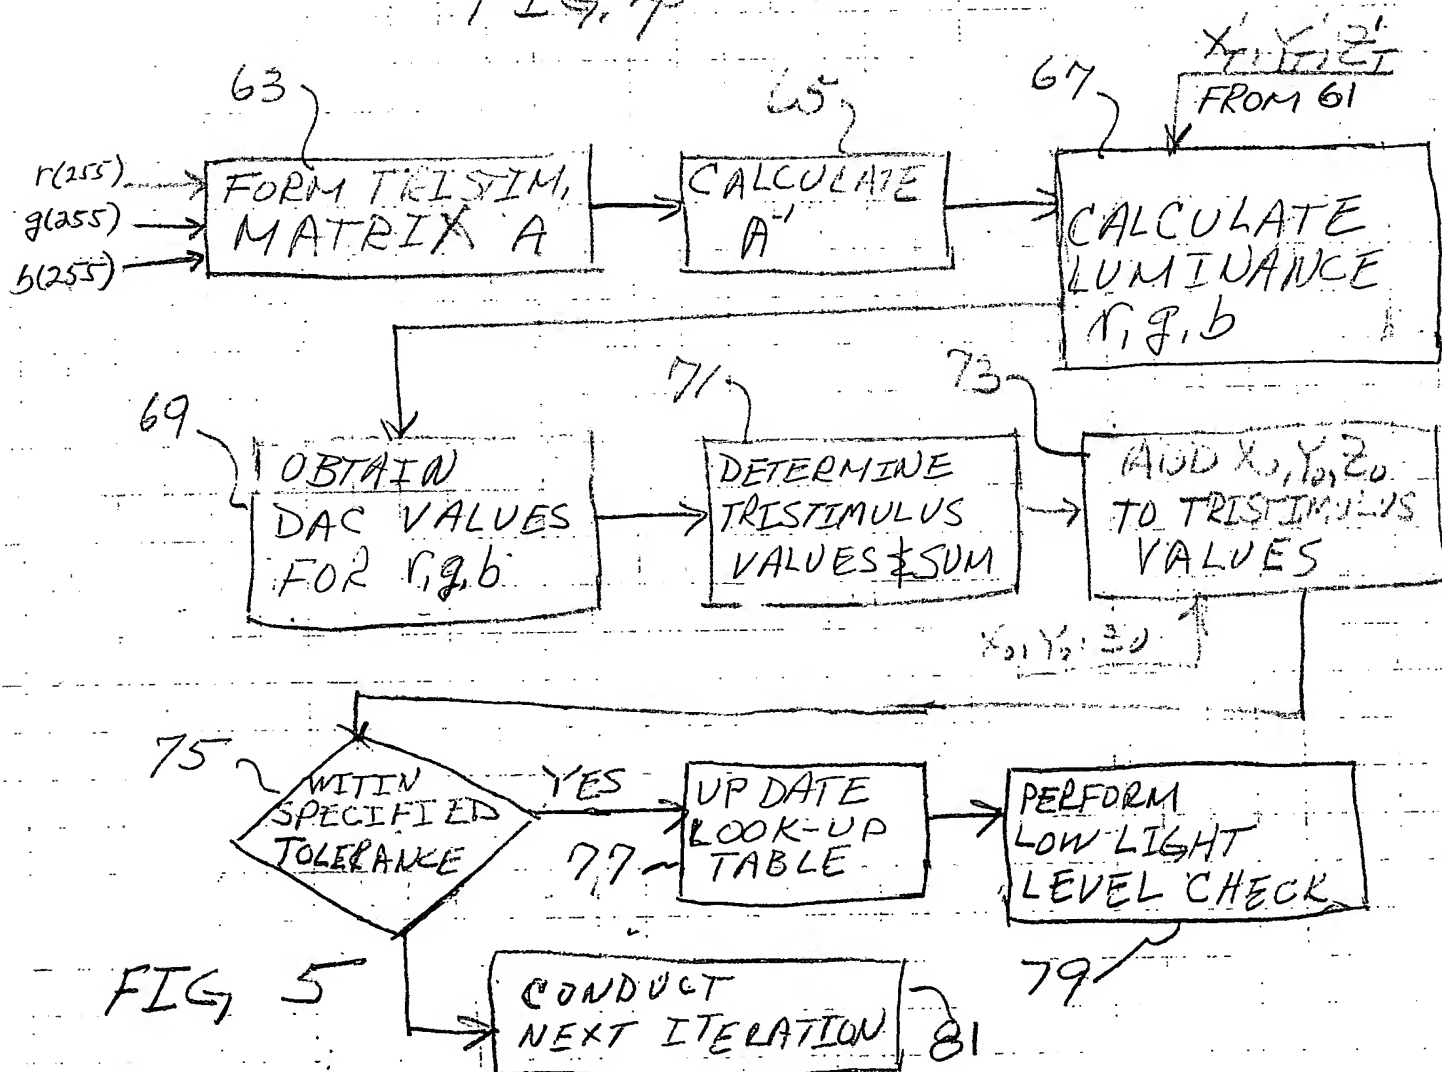 63
65
67
X'I, Y'I, Z'I
FROM 61
r(255)
g(255)
b(255)
FORM TRISTIM.
MATRIX A
CALCULATE
A⁻¹
CALCULATE
LUMINANCE
r, g, b
69
71
73
OBTAIN
DAC VALUES
FOR r,g,b
DETERMINE
TRISTIMULUS
VALUES & SUM
ADD X0, Y0, Z0
TO TRISTIMULUS
VALUES
X0, Y0, Z0
75
WITIN
SPECIFIED
TOLERANCE
YES
77
UPDATE
LOOK-UP
TABLE
PERFORM
LOW LIGHT
LEVEL CHECK
79
FIG, 5
CONDUCT
NEXT ITERATION
81